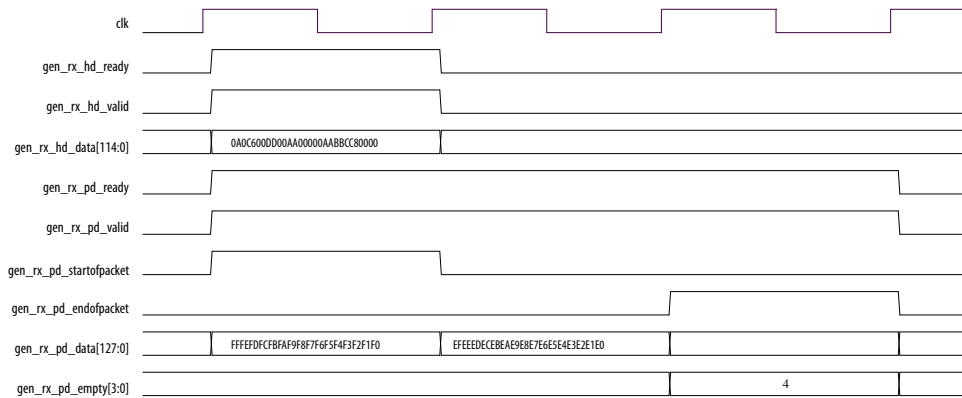 clk
gen_rx_hd_ready
gen_rx_hd_valid
gen_rx_hd_data[114:0] 0A0C600DD00AA00000AABBCC80000
gen_rx_pd_ready
gen_rx_pd_valid
gen_rx_pd_startofpacket
gen_rx_pd_endofpacket
gen_rx_pd_data[127:0] FFFEFDFCFBFAF9F8F7F6F5F4F3F2F1F0 EFEEEDECEBEAE9E8E7E6E5E4E3E2E1E0
gen_rx_pd_empty[3:0] 4